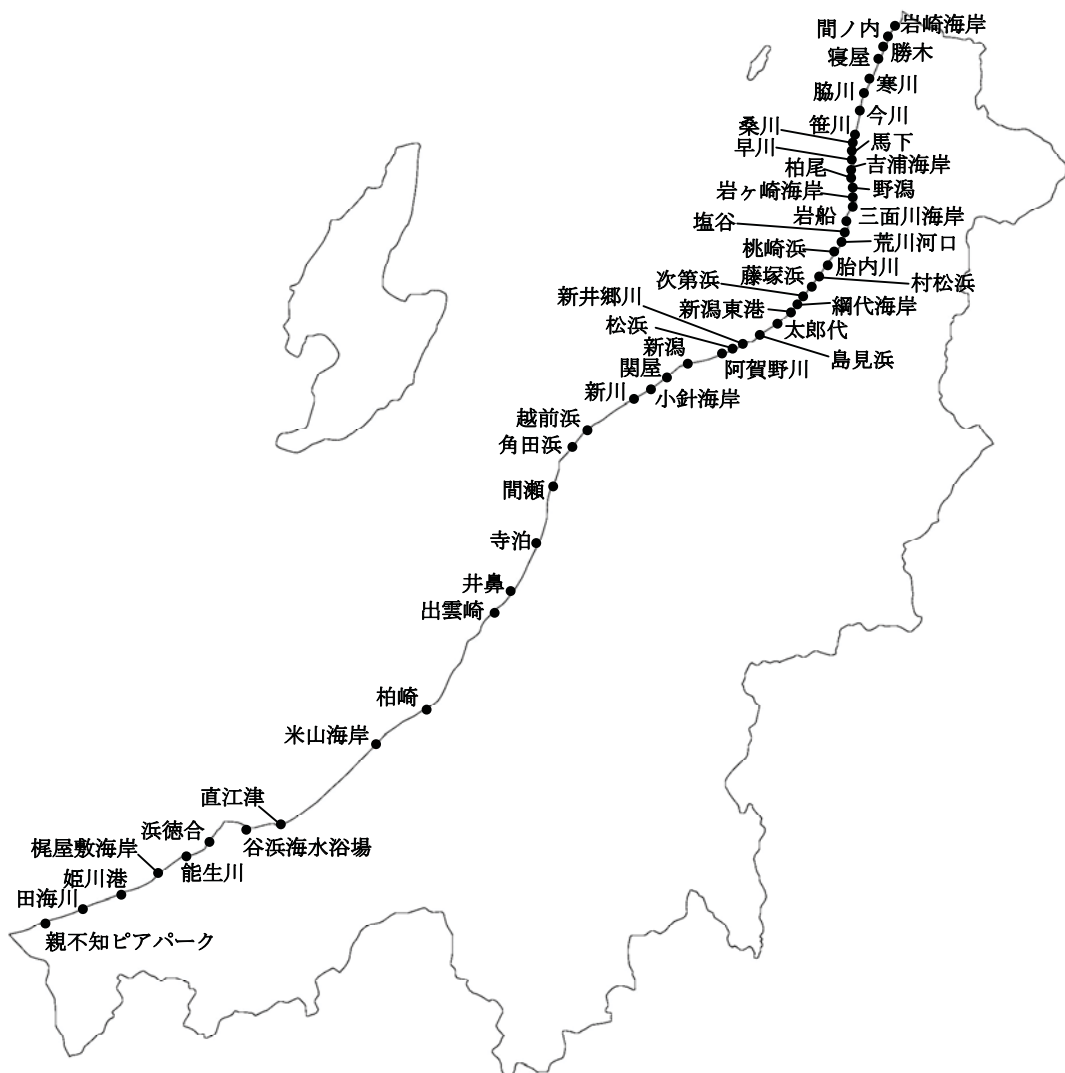 岩崎海岸
間ノ内
勝木
寝屋
寒川
脇川
今川
笹川
桑川
馬下
早川
吉浦海岸
柏尾
野潟
岩ヶ崎海岸
三面川海岸
岩船
塩谷
荒川河口
桃崎浜
胎内川
村松浜
藤塚浜
次第浜
網代海岸
新潟東港
太郎代
島見浜
新井郷川
松浜
阿賀野川
新潟
関屋
小針海岸
新川
越前浜
角田浜
間瀬
寺泊
井鼻
出雲崎
柏崎
米山海岸
直江津
谷浜海水浴場
浜徳合
能生川
梶屋敷海岸
姫川港
田海川
親不知ピアパーク